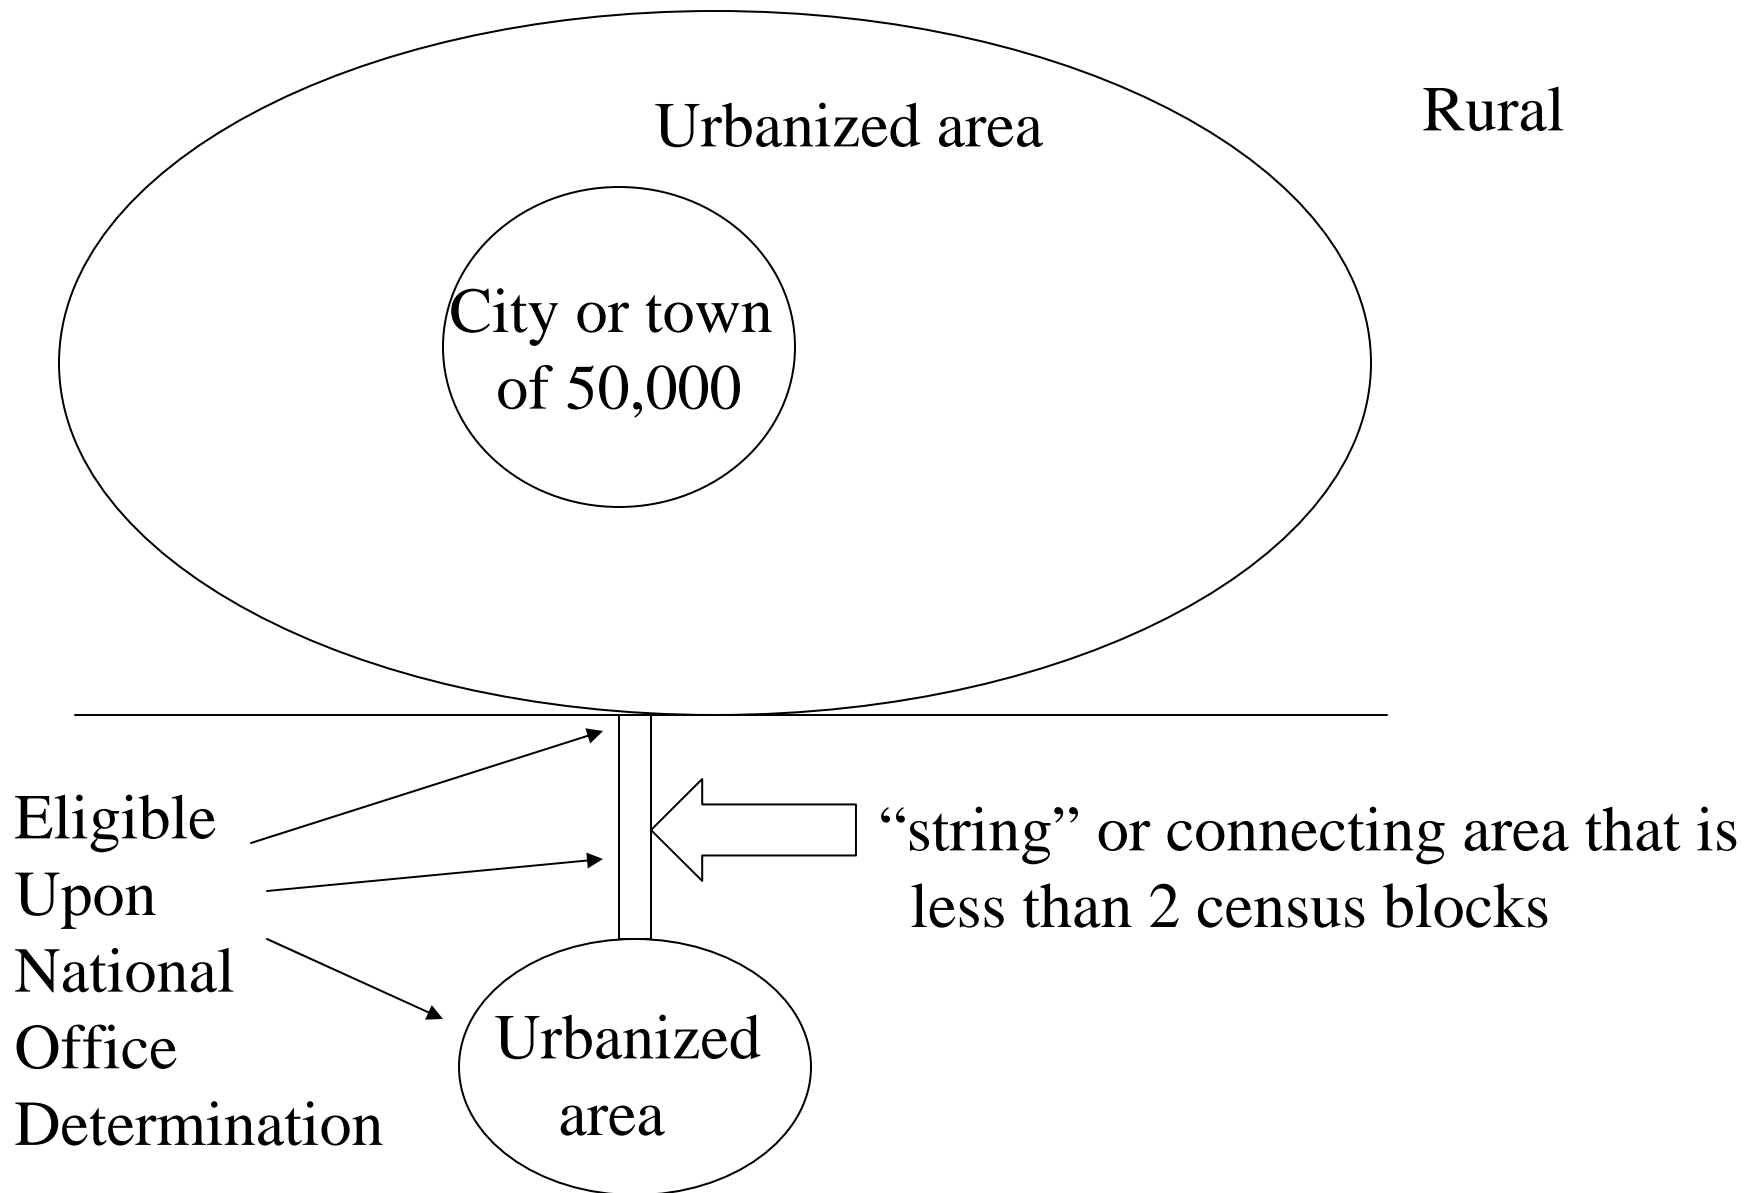 Urbanized area
Rural
City or town
of 50,000
“string” or connecting area that is
less than 2 census blocks
Eligible
Upon
National
Office
Determination
Urbanized
area